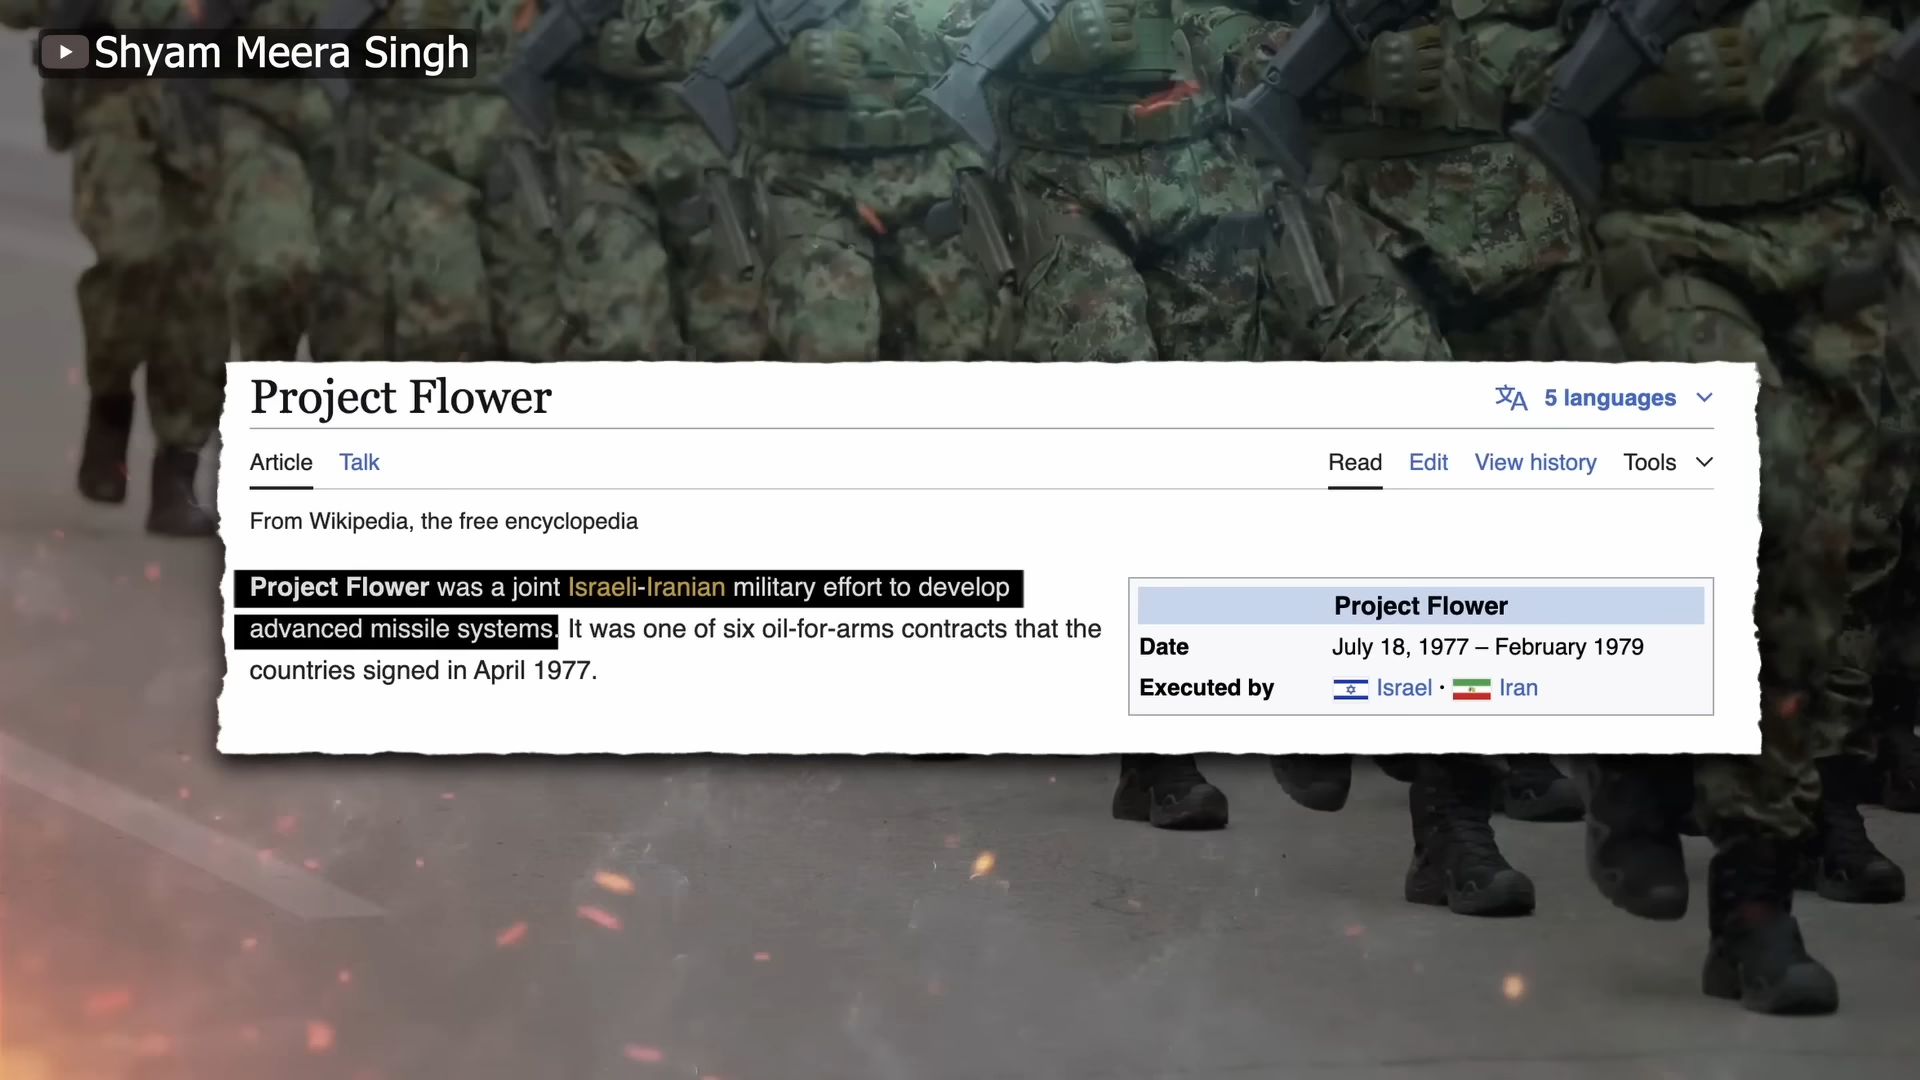 Shyam Meera Singh
Project Flower
5 languages
Article Talk
Read Edit View history Tools
From Wikipedia, the free encyclopedia
Project Flower was a joint Israeli-Iranian military effort to develop
advanced missile systems. It was one of six oil-for-arms contracts that the
countries signed in April 1977.
Project Flower
Date July 18, 1977 – February 1979
Executed by Israel · Iran